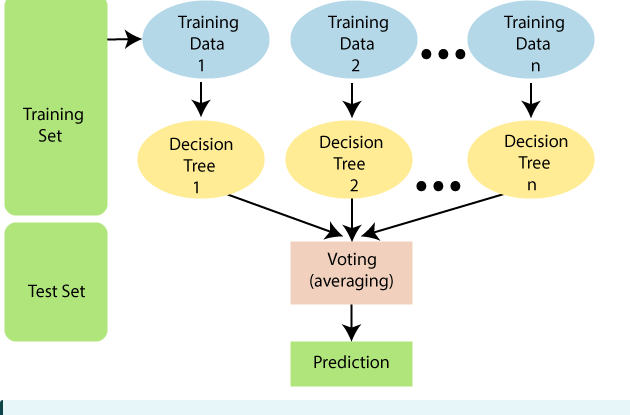 Training
Set
Training
Data
1
Training
Data
2
Training
Data
n
Decision
Tree
1
Decision
Tree
2
Decision
Tree
n
Test Set
Voting
(averaging)
Prediction